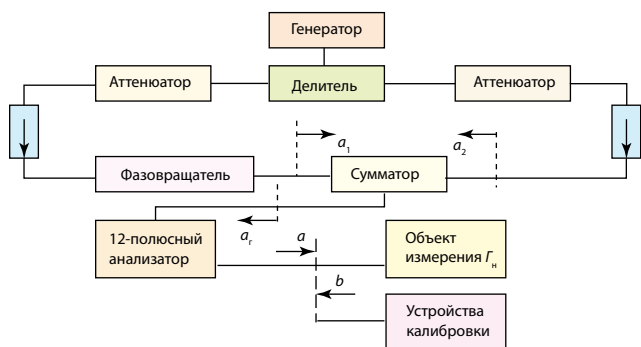 Генератор
Аттенюатор
Делитель
Аттенюатор
a1
a2
Фазовращатель
Сумматор
aг
12-полюсный
анализатор
a
Объект
измерения Гн
b
Устройства
калибровки